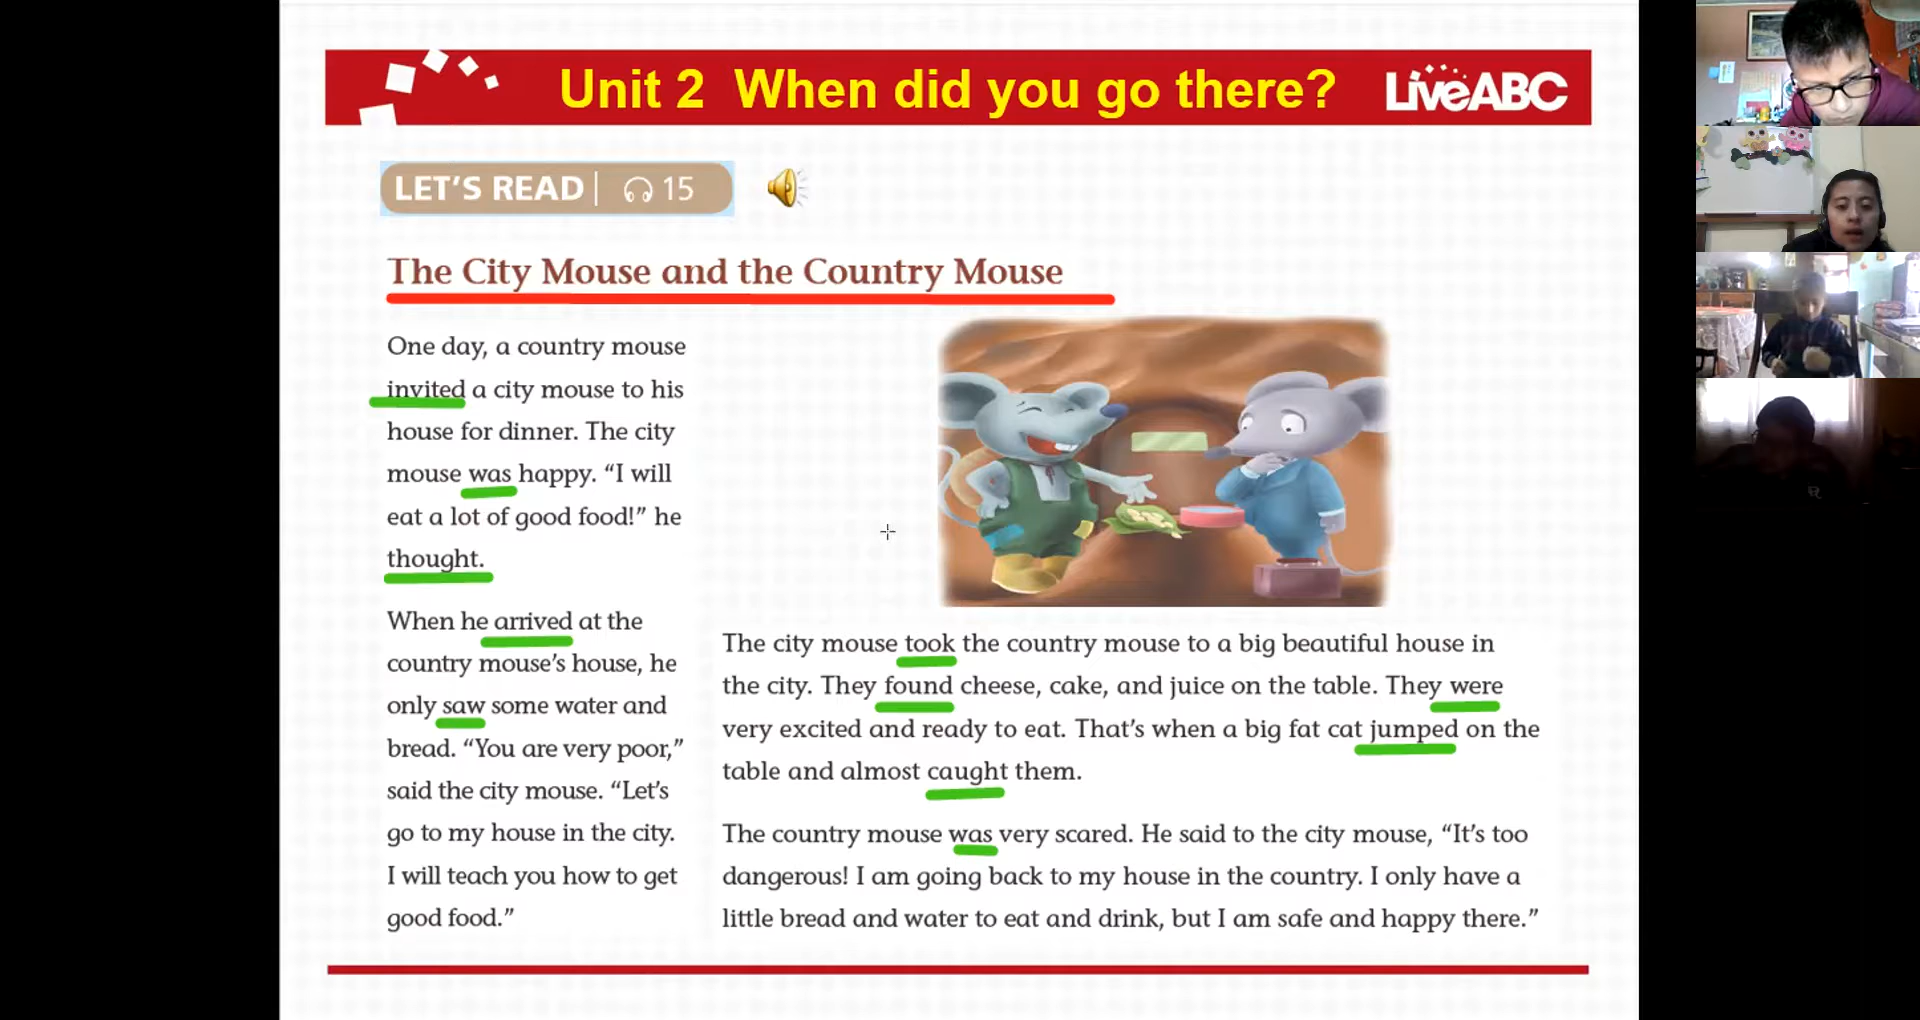 Unit 2 When did you go there?
LiveABC
LET'S READ | 15
The City Mouse and the Country Mouse
One day, a country mouse
invited a city mouse to his
house for dinner. The city
mouse was happy. “I will
eat a lot of good food!” he
thought.
When he arrived at the
country mouse’s house, he
only saw some water and
bread. “You are very poor,”
said the city mouse. “Let’s
go to my house in the city.
I will teach you how to get
good food.”
The city mouse took the country mouse to a big beautiful house in
the city. They found cheese, cake, and juice on the table. They were
very excited and ready to eat. That’s when a big fat cat jumped on the
table and almost caught them.
The country mouse was very scared. He said to the city mouse, “It’s too
dangerous! I am going back to my house in the country. I only have a
little bread and water to eat and drink, but I am safe and happy there.”